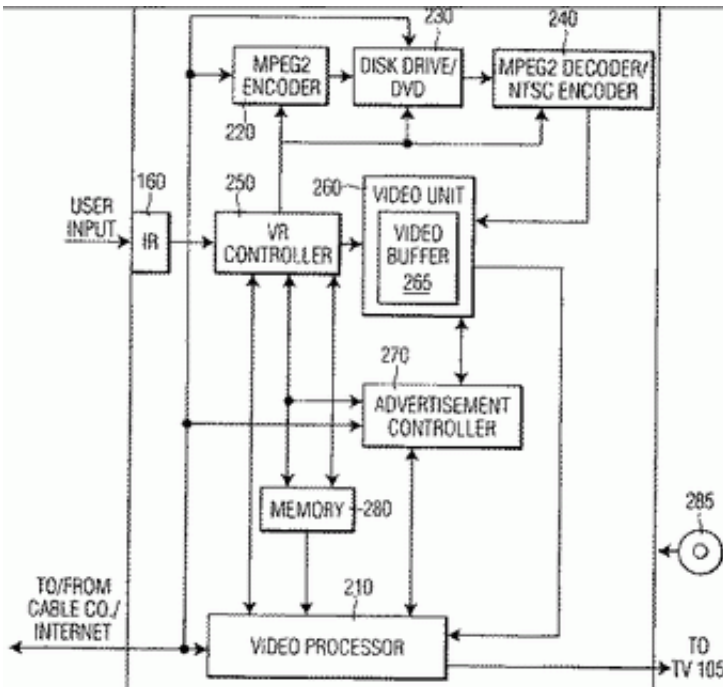 230
240
MPEG2
ENCODER
DISK DRIVE/
DVD
MPEG2 DECODER/
NTSC ENCODER
220
260
160
250
VIDEO UNIT
USER
INPUT
IR
VR
CONTROLLER
VIDEO
BUFFER
265
270
ADVERTISEMENT
CONTROLLER
MEMORY
280
285
TO/FROM
CABLE CO./
INTERNET
210
VIDEO PROCESSOR
TO
TV 105